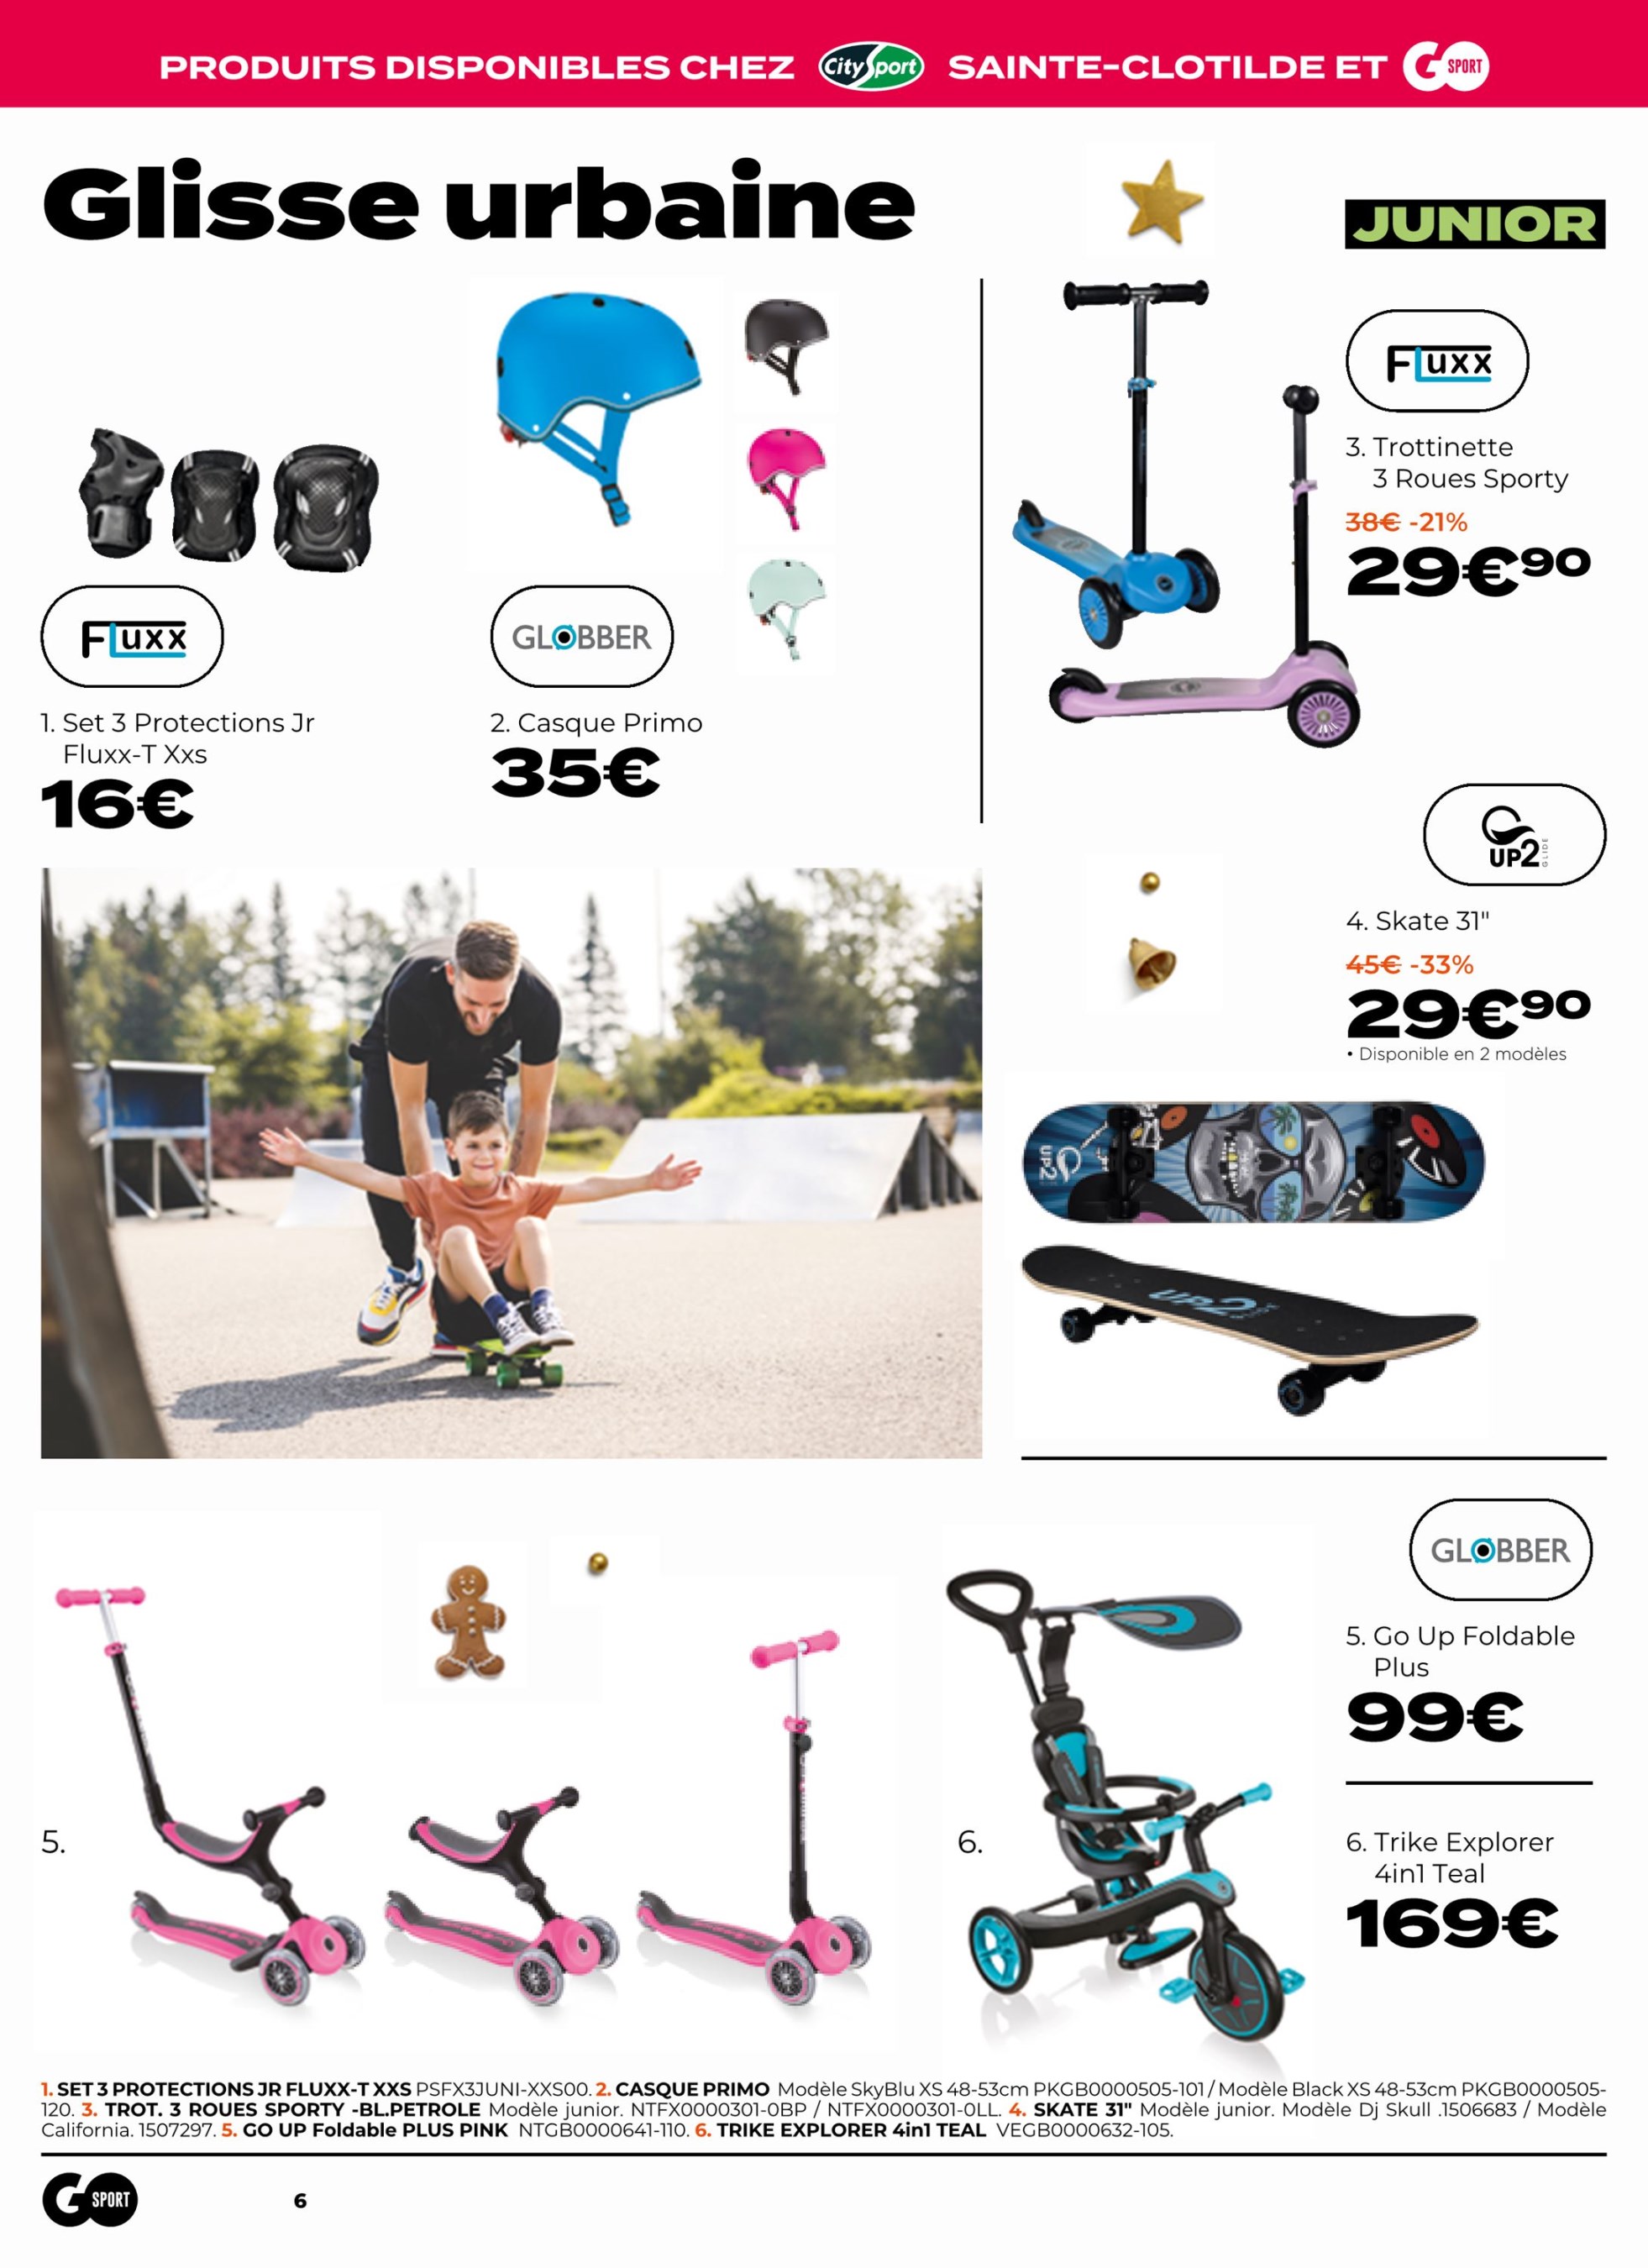 PRODUITS DISPONIBLES CHEZ City Sport SAINTE-CLOTILDE ET GO SPORT
Glisse urbaine
JUNIOR
FLUXX
1. Set 3 Protections Jr
Fluxx-T Xxs
16€
GLOBBER
2. Casque Primo
35€
FLUXX
3. Trottinette
3 Roues Sporty
38€ -21%
29€90
UP2
GLIDE
4. Skate 31"
45€ -33%
29€90
• Disponible en 2 modèles
UP2
UP2
GLOBBER
5. Go Up Foldable
Plus
99€
5.
6.
6. Trike Explorer
4in1 Teal
169€
1. SET 3 PROTECTIONS JR FLUXX-T XXS PSFX3JUNI-XXS00. 2. CASQUE PRIMO Modèle SkyBlu XS 48-53cm PKGB0000505-101 / Modèle Black XS 48-53cm PKGB0000505-
120. 3. TROT. 3 ROUES SPORTY -BL.PETROLE Modèle junior. NTFX0000301-0BP / NTFX0000301-0LL. 4. SKATE 31" Modèle junior. Modèle Dj Skull .1506683 / Modèle
California. 1507297. 5. GO UP Foldable PLUS PINK NTGB0000641-110. 6. TRIKE EXPLORER 4in1 TEAL VEGB0000632-105.
GO SPORT
6